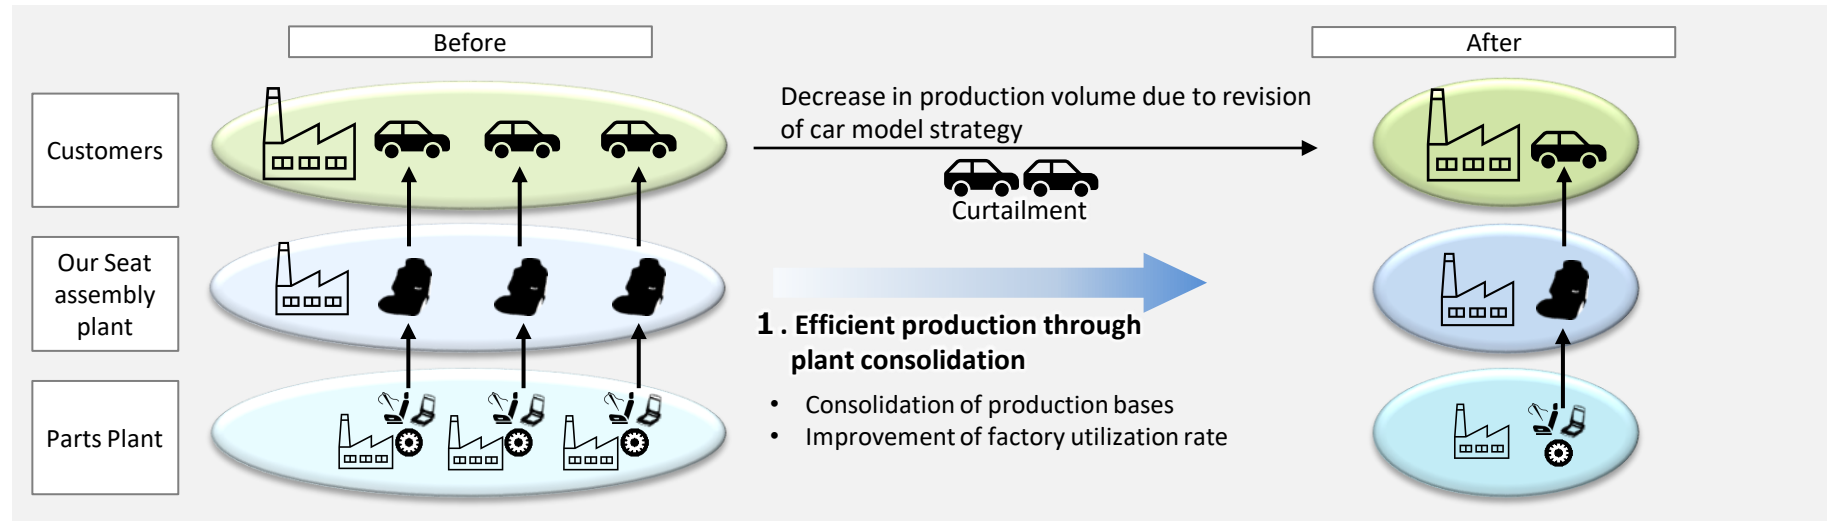 Before
After
Customers
Decrease in production volume due to revision
of car model strategy
Curtailment
Our Seat
assembly
plant
1 . Efficient production through
plant consolidation
Parts Plant
• Consolidation of production bases
• Improvement of factory utilization rate